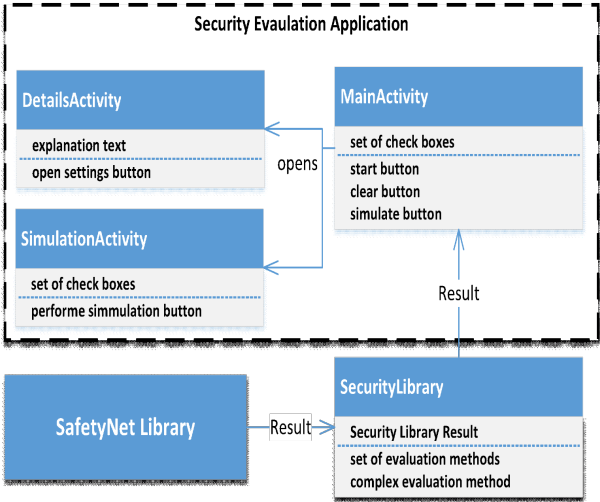 Security Evaulation Application
DetailsActivity
explanation text
open settings button
MainActivity
set of check boxes
start button
clear button
simulate button
opens
SimulationActivity
set of check boxes
performe simmulation button
Result
SafetyNet Library
Result
SecurityLibrary
Security Library Result
set of evaluation methods
complex evaluation method